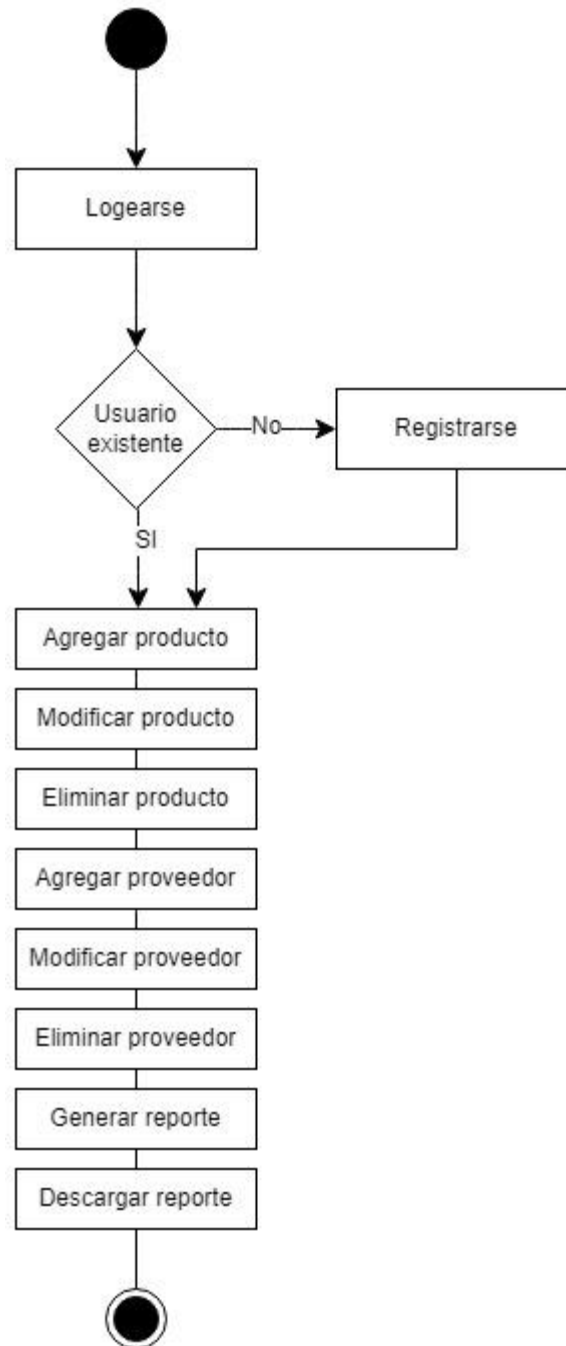 Logearse
Usuario
existente
No
Registrarse
SI
Agregar producto
Modificar producto
Eliminar producto
Agregar proveedor
Modificar proveedor
Eliminar proveedor
Generar reporte
Descargar reporte